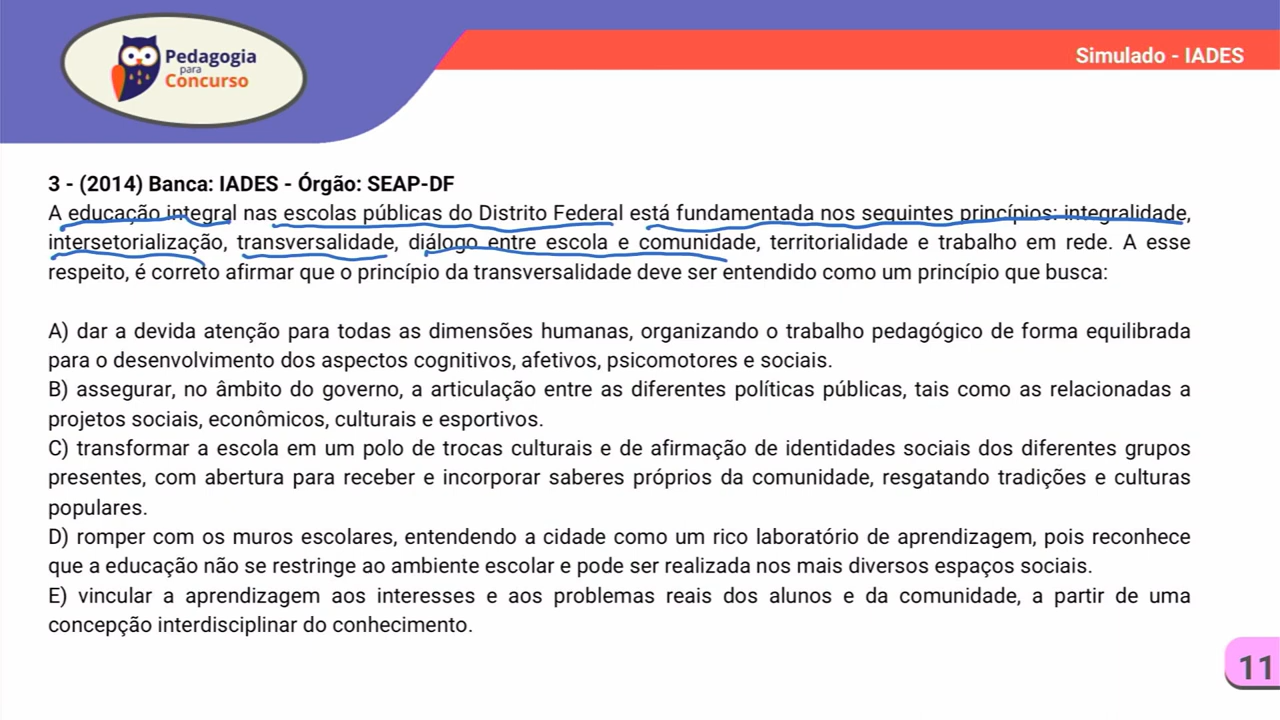 Pedagogia
para
Concurso
Simulado - IADES
3 - (2014) Banca: IADES - Órgão: SEAP-DF
A educação integral nas escolas públicas do Distrito Federal está fundamentada nos seguintes princípios: integralidade,
intersetorialização, transversalidade, diálogo entre escola e comunidade, territorialidade e trabalho em rede. A esse
respeito, é correto afirmar que o princípio da transversalidade deve ser entendido como um princípio que busca:
A) dar a devida atenção para todas as dimensões humanas, organizando o trabalho pedagógico de forma equilibrada
para o desenvolvimento dos aspectos cognitivos, afetivos, psicomotores e sociais.
B) assegurar, no âmbito do governo, a articulação entre as diferentes políticas públicas, tais como as relacionadas a
projetos sociais, econômicos, culturais e esportivos.
C) transformar a escola em um polo de trocas culturais e de afirmação de identidades sociais dos diferentes grupos
presentes, com abertura para receber e incorporar saberes próprios da comunidade, resgatando tradições e culturas
populares.
D) romper com os muros escolares, entendendo a cidade como um rico laboratório de aprendizagem, pois reconhece
que a educação não se restringe ao ambiente escolar e pode ser realizada nos mais diversos espaços sociais.
E) vincular a aprendizagem aos interesses e aos problemas reais dos alunos e da comunidade, a partir de uma
concepção interdisciplinar do conhecimento.
11